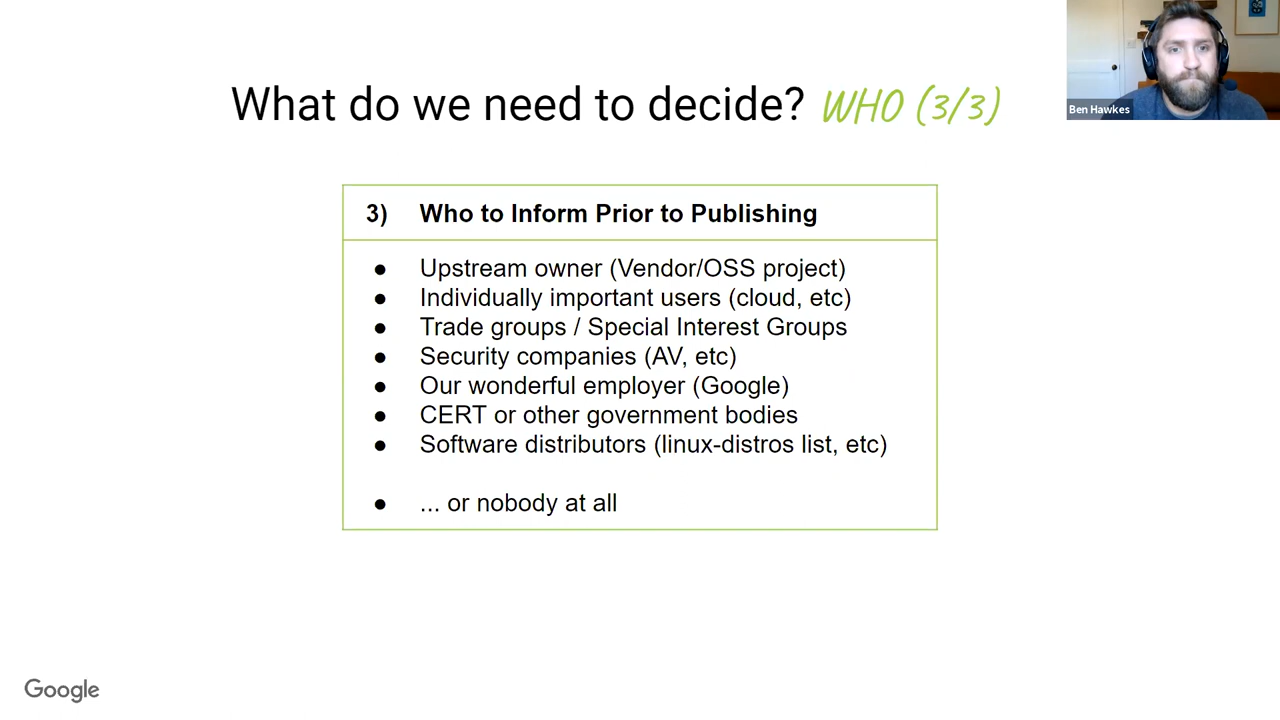 What do we need to decide? WHO (3/3)
Ben Hawkes
3) Who to Inform Prior to Publishing
● Upstream owner (Vendor/OSS project)
● Individually important users (cloud, etc)
● Trade groups / Special Interest Groups
● Security companies (AV, etc)
● Our wonderful employer (Google)
● CERT or other government bodies
● Software distributors (linux-distros list, etc)
● ... or nobody at all
Google